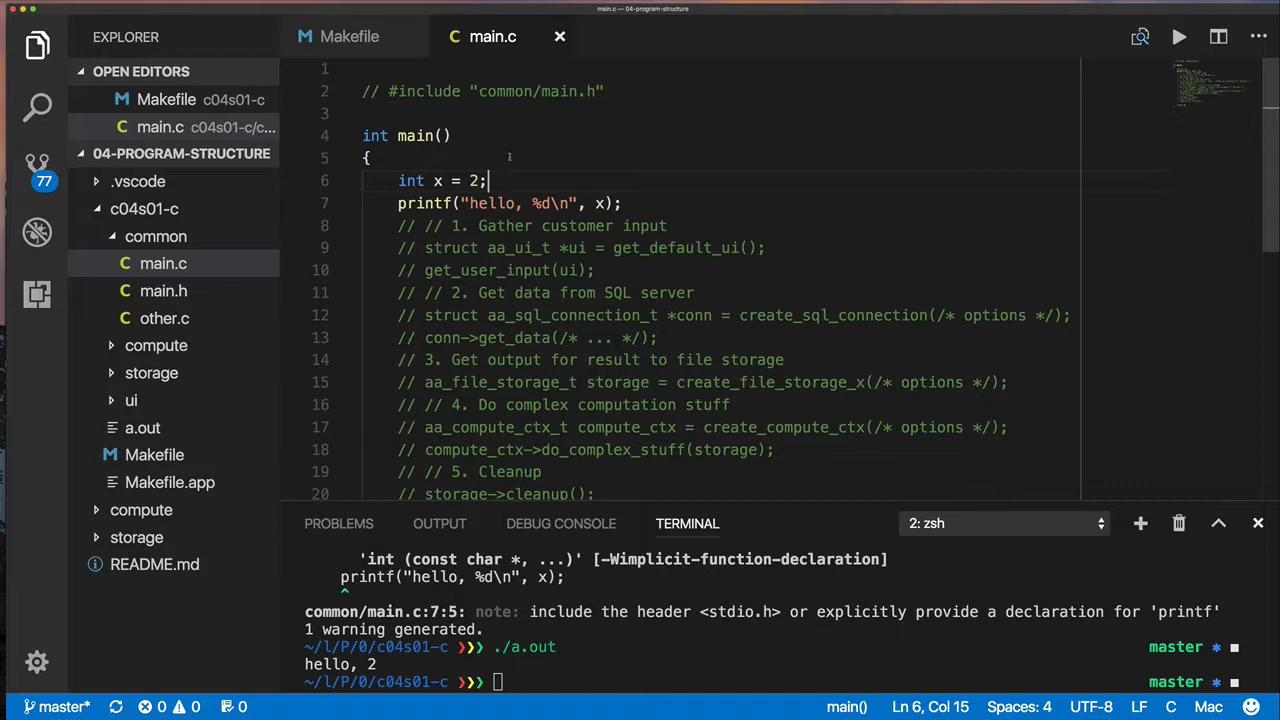 main.c — 04-program-structure
EXPLORER
OPEN EDITORS
Makefile c04s01-c
main.c c04s01-c/c...
04-PROGRAM-STRUCTURE
.vscode
c04s01-c
common
main.c
main.h
other.c
compute
storage
ui
a.out
Makefile
Makefile.app
compute
storage
README.md
77
Makefile
main.c
1
2 // #include "common/main.h"
3
4 int main()
5 {
6 int x = 2;
7 printf("hello, %d\n", x);
8 // // 1. Gather customer input
9 // struct aa_ui_t *ui = get_default_ui();
10 // get_user_input(ui);
11 // // 2. Get data from SQL server
12 // struct aa_sql_connection_t *conn = create_sql_connection(/* options */);
13 // conn->get_data(/* ... */);
14 // 3. Get output for result to file storage
15 // aa_file_storage_t storage = create_file_storage_x(/* options */);
16 // // 4. Do complex computation stuff
17 // aa_compute_ctx_t compute_ctx = create_compute_ctx(/* options */);
18 // compute_ctx->do_complex_stuff(storage);
19 // // 5. Cleanup
20 // storage->cleanup();
PROBLEMS OUTPUT DEBUG CONSOLE TERMINAL 2: zsh
'int (const char *, ...)' [-Wimplicit-function-declaration]
printf("hello, %d\n", x);
^
common/main.c:7:5: note: include the header <stdio.h> or explicitly provide a declaration for 'printf'
1 warning generated.
~/l/P/0/c04s01-c ❯❯❯ ./a.out master * ■
hello, 2
~/l/P/0/c04s01-c ❯❯❯ master * ■
master* 0 0 0 main() Ln 6, Col 15 Spaces: 4 UTF-8 LF C Mac